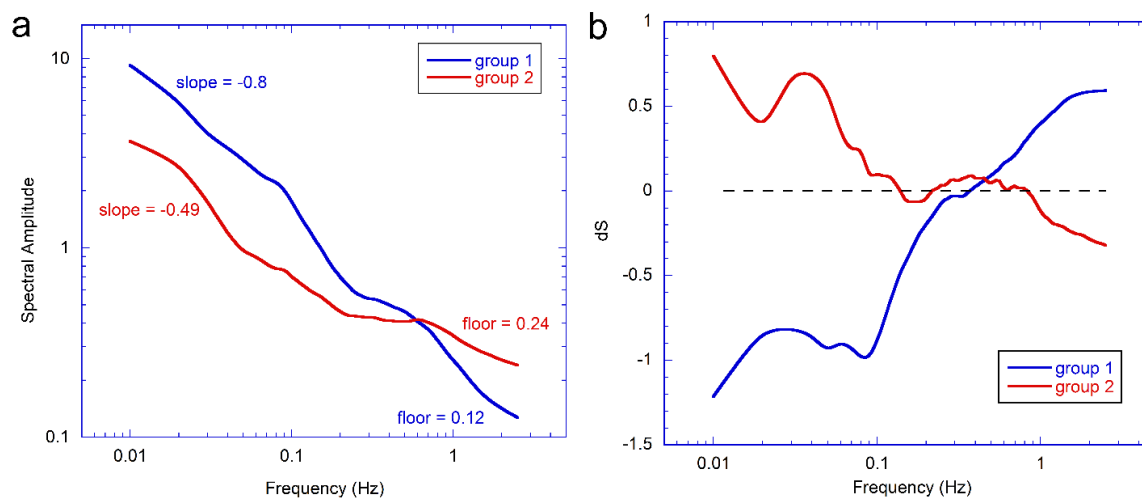 a
10
1
0.1
Spectral Amplitude
slope = -0.8
slope = -0.49
group 1
group 2
floor = 0.24
floor = 0.12
0.01
0.1
1
Frequency (Hz)
b
1
0.5
0
-0.5
-1
-1.5
dS
group 1
group 2
0.01
0.1
1
Frequency (Hz)